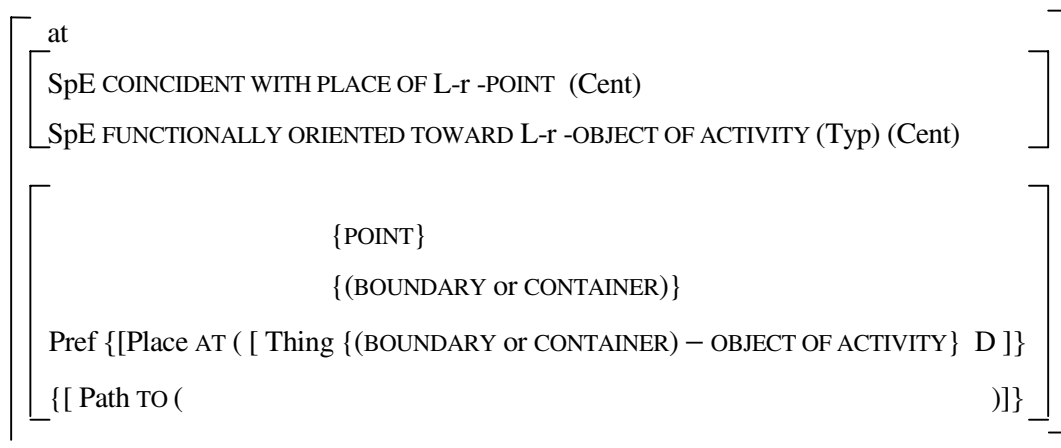 at
SpE COINCIDENT WITH PLACE OF L-r -POINT (Cent)
SpE FUNCTIONALLY ORIENTED TOWARD L-r -OBJECT OF ACTIVITY (Typ) (Cent)
{POINT}
{(BOUNDARY or CONTAINER)}
Pref {[Place AT ( [ Thing {(BOUNDARY or CONTAINER) – OBJECT OF ACTIVITY} D ]}
{[ Path TO ( )]}